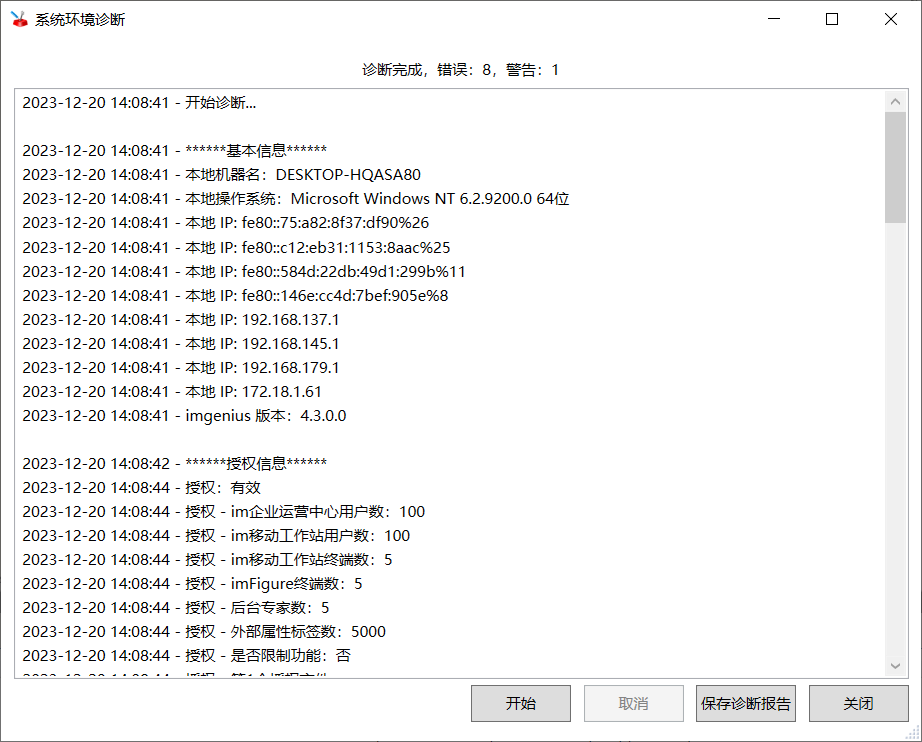 系统环境诊断
诊断完成，错误：8，警告：1
2023-12-20 14:08:41 - 开始诊断...
2023-12-20 14:08:41 - ******基本信息******
2023-12-20 14:08:41 - 本地机器名：DESKTOP-HQASA80
2023-12-20 14:08:41 - 本地操作系统：Microsoft Windows NT 6.2.9200.0 64位
2023-12-20 14:08:41 - 本地 IP: fe80::75:a82:8f37:df90%26
2023-12-20 14:08:41 - 本地 IP: fe80::c12:eb31:1153:8aac%25
2023-12-20 14:08:41 - 本地 IP: fe80::584d:22db:49d1:299b%11
2023-12-20 14:08:41 - 本地 IP: fe80::146e:cc4d:7bef:905e%8
2023-12-20 14:08:41 - 本地 IP: 192.168.137.1
2023-12-20 14:08:41 - 本地 IP: 192.168.145.1
2023-12-20 14:08:41 - 本地 IP: 192.168.179.1
2023-12-20 14:08:41 - 本地 IP: 172.18.1.61
2023-12-20 14:08:41 - imgenius 版本：4.3.0.0
2023-12-20 14:08:42 - ******授权信息******
2023-12-20 14:08:44 - 授权：有效
2023-12-20 14:08:44 - 授权 - im企业运营中心用户数：100
2023-12-20 14:08:44 - 授权 - im移动工作站用户数：100
2023-12-20 14:08:44 - 授权 - im移动工作站终端数：5
2023-12-20 14:08:44 - 授权 - imFigure终端数：5
2023-12-20 14:08:44 - 授权 - 后台专家数：5
2023-12-20 14:08:44 - 授权 - 外部属性标签数：5000
2023-12-20 14:08:44 - 授权 - 是否限制功能：否
开始
取消
保存诊断报告
关闭